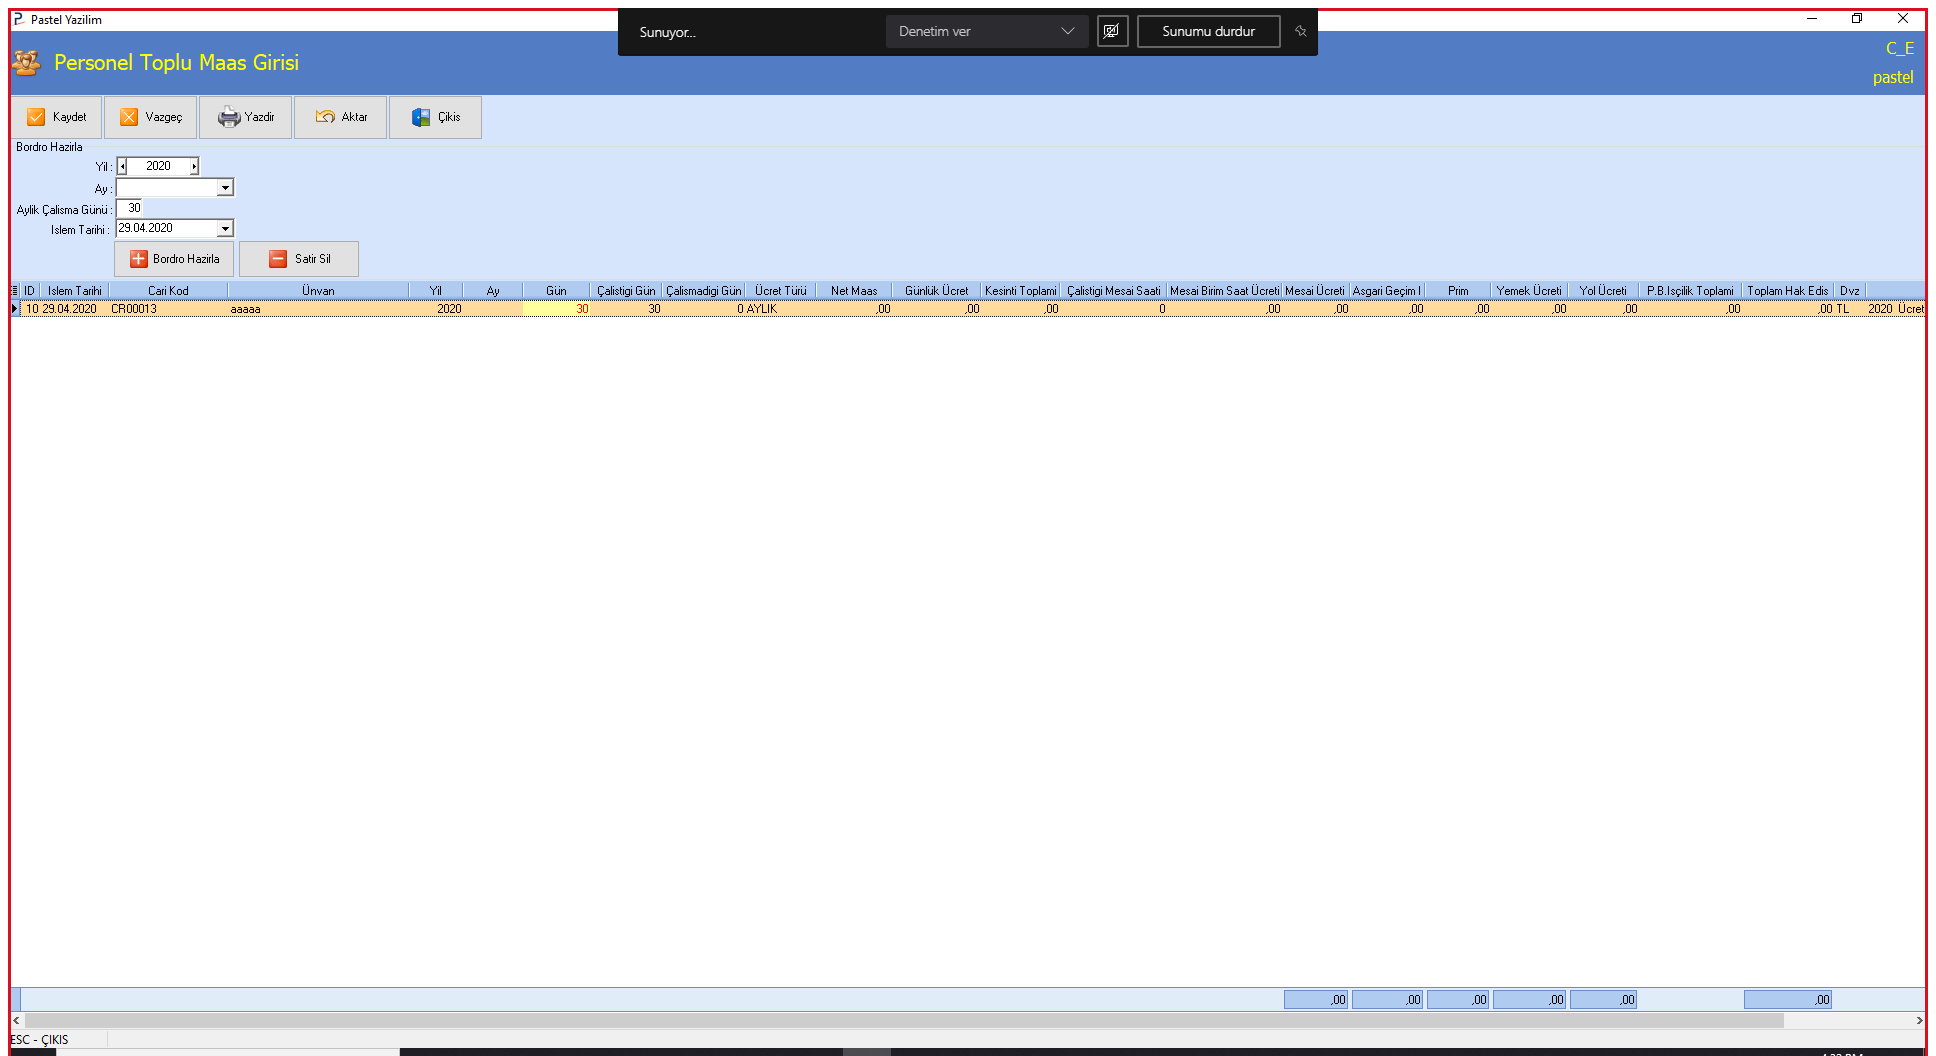 Pastel Yazilim
Sunuyor...
Denetim ver
Sunumu durdur
Personel Toplu Maas Girisi
C_E
pastel
Kaydet
Vazgeç
Yazdir
Aktar
Çikis
Bordro Hazirla
Yil : 2020
Ay :
Aylik Çalisma Günü : 30
Islem Tarihi : 29.04.2020
Bordro Hazirla
Satir Sil
ID Islem Tarihi Cari Kod Ünvan Yil Ay Gün Çalistigi Gün Çalismadigi Gün Ücret Türü Net Maas Günlük Ücret Kesinti Toplami Çalistigi Mesai Saati Mesai Birim Saat Ücreti Mesai Ücreti Asgari Geçim I Prim Yemek Ücreti Yol Ücreti P.B.Isçilik Toplami Toplam Hak Edis Dvz
10 29.04.2020 CR00013 aaaaa 2020 30 30 0 AYLIK ,00 ,00 ,00 0 ,00 ,00 ,00 ,00 ,00 ,00 ,00 ,00 TL 2020 Ücret
,00 ,00 ,00 ,00 ,00 ,00
ESC - ÇIKIS